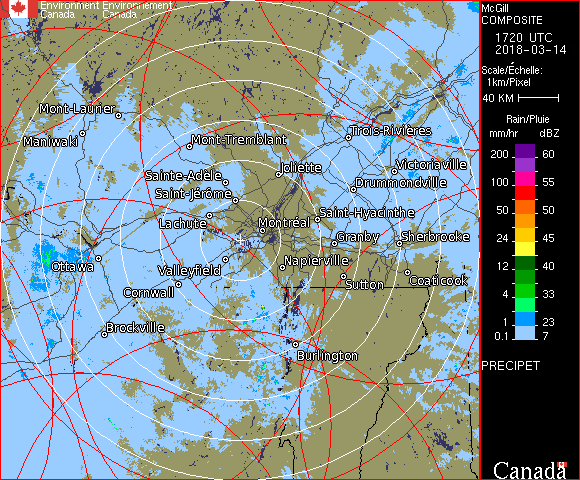 Environment Environnement
Canada Canada
McGill
COMPOSITE
1720 UTC
2018-03-14
Scale/Échelle:
1km/Pixel
40 KM
Rain/Pluie
mm/hr dBZ
200 60
100 55
50 50
24 45
12 40
4 33
1 23
0.1 7
PRECIPET
Canada
Mont-Laurier
Maniwaki
Mont-Tremblant
Trois-Rivières
Joliette
Victoriaville
Sainte-Adèle
Drummondville
Saint-Jérôme
Saint-Hyacinthe
Lachute
Montréal
Granby
Sherbrooke
Ottawa
Valleyfield
Napierville
Sutton
Coaticook
Cornwall
Brockville
Burlington